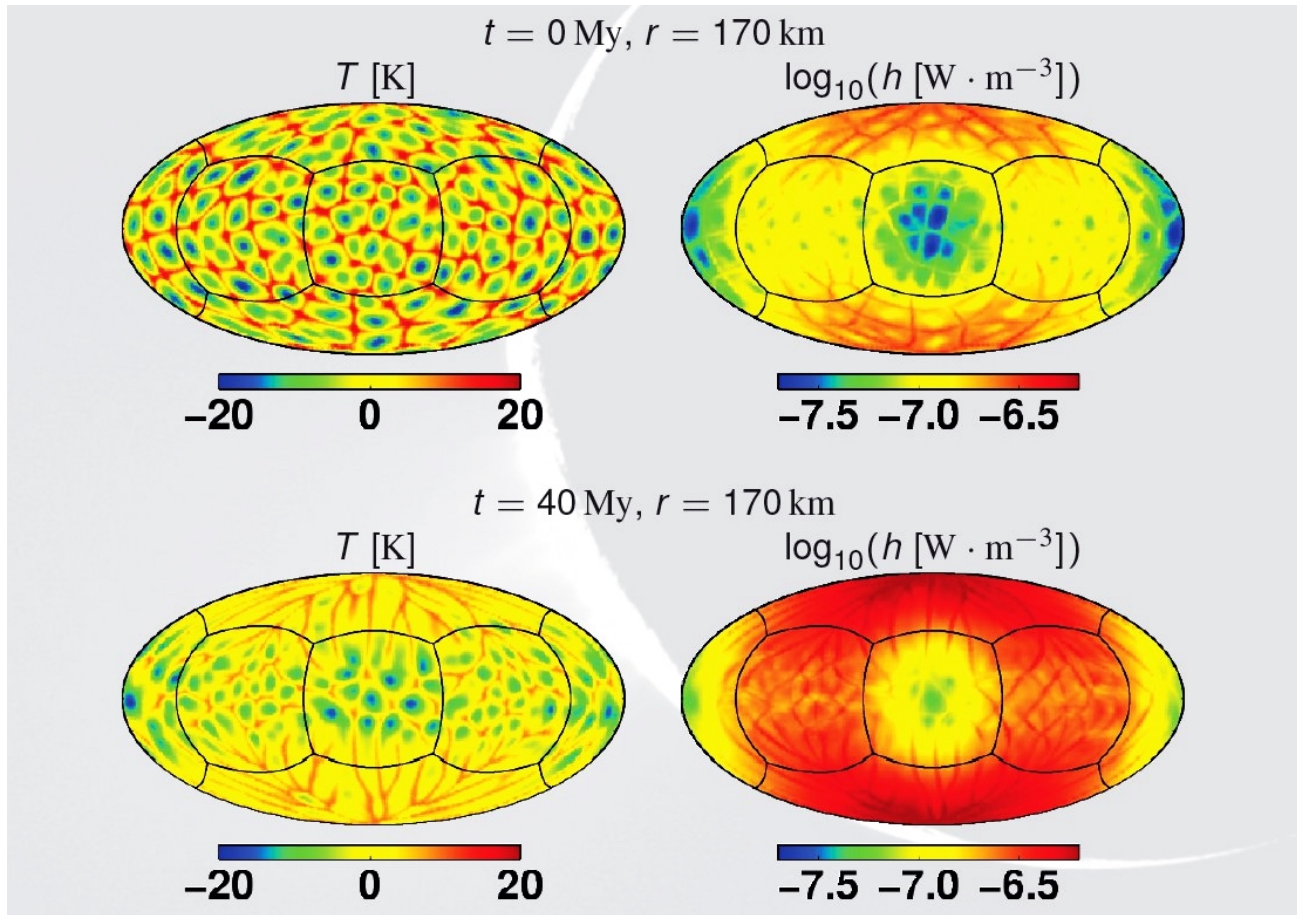 t = 0 My, r = 170 km
T [K]
log₁₀(h [W · m⁻³])
−20 0 20
−7.5 −7.0 −6.5
t = 40 My, r = 170 km
T [K]
log₁₀(h [W · m⁻³])
−20 0 20
−7.5 −7.0 −6.5